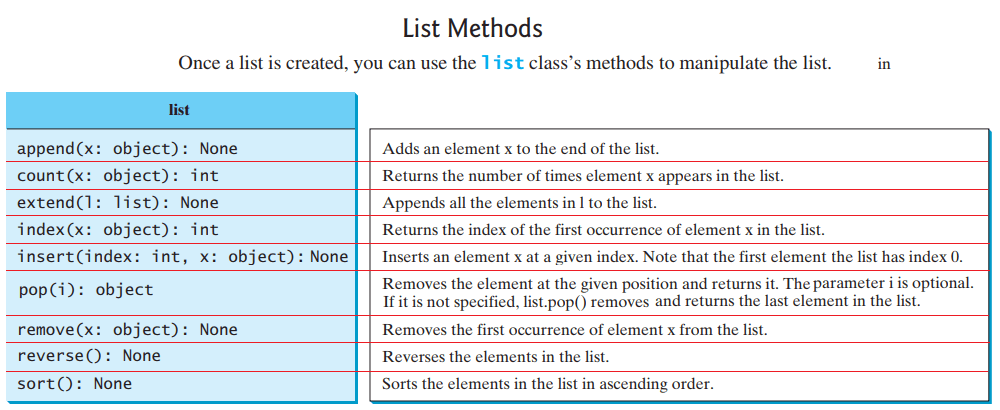 List Methods
Once a list is created, you can use the list class's methods to manipulate the list. in
list
append(x: object): None Adds an element x to the end of the list.
count(x: object): int Returns the number of times element x appears in the list.
extend(l: list): None Appends all the elements in l to the list.
index(x: object): int Returns the index of the first occurrence of element x in the list.
insert(index: int, x: object): None Inserts an element x at a given index. Note that the first element the list has index 0.
pop(i): object Removes the element at the given position and returns it. The parameter i is optional.
If it is not specified, list.pop() removes and returns the last element in the list.
remove(x: object): None Removes the first occurrence of element x from the list.
reverse(): None Reverses the elements in the list.
sort(): None Sorts the elements in the list in ascending order.